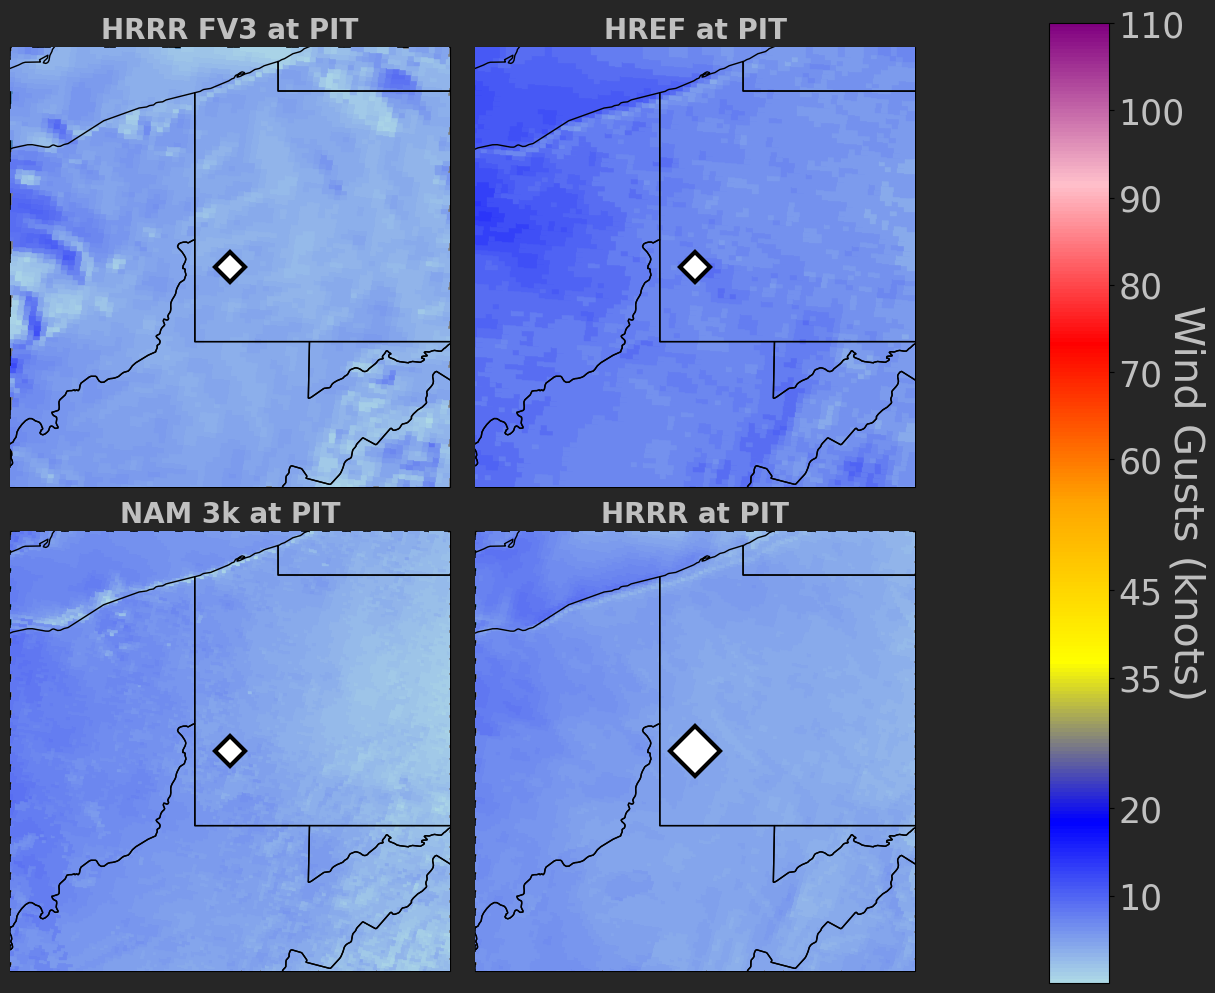 HRRR FV3 at PIT
HREF at PIT
NAM 3k at PIT
HRRR at PIT
110
100
90
80
70
60
45
35
20
10
Wind Gusts (knots)